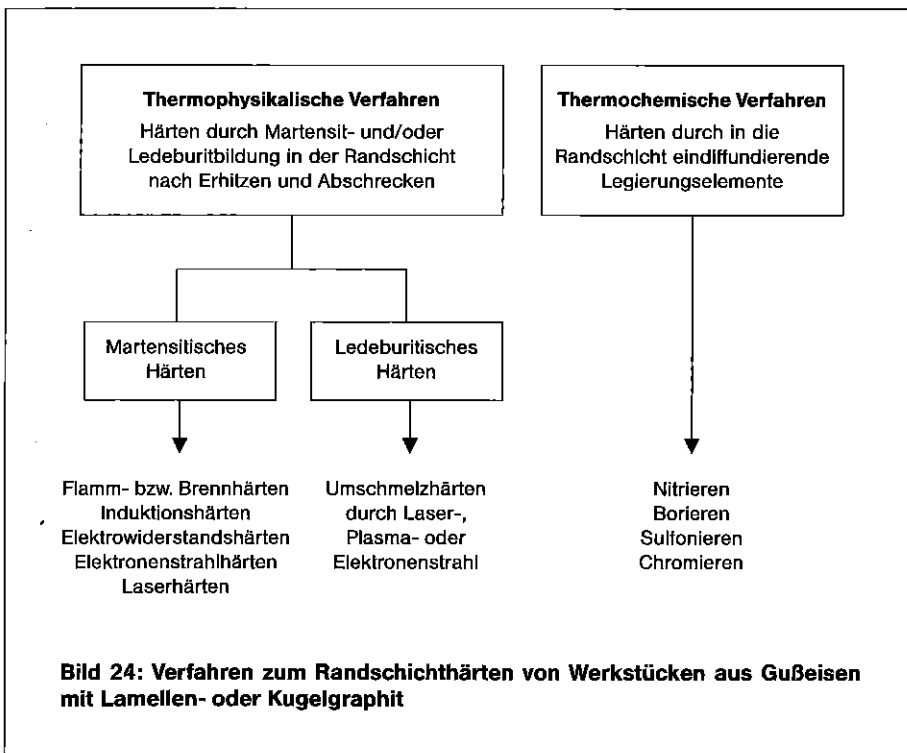 Thermophysikalische Verfahren
Härten durch Martensit- und/oder
Ledeburitbildung in der Randschicht
nach Erhitzen und Abschrecken
Thermochemische Verfahren
Härten durch in die
Randschicht eindiffundierende
Legierungselemente
Martensitisches
Härten
Ledeburitisches
Härten
Flamm- bzw. Brennhärten
Induktionshärten
Elektrowiderstandshärten
Elektronenstrahlhärten
Laserhärten
Umschmelzhärten
durch Laser-,
Plasma- oder
Elektronenstrahl
Nitrieren
Borieren
Sulfonieren
Chromieren
Bild 24: Verfahren zum Randschichthärten von Werkstücken aus Gußeisen
mit Lamellen- oder Kugelgraphit